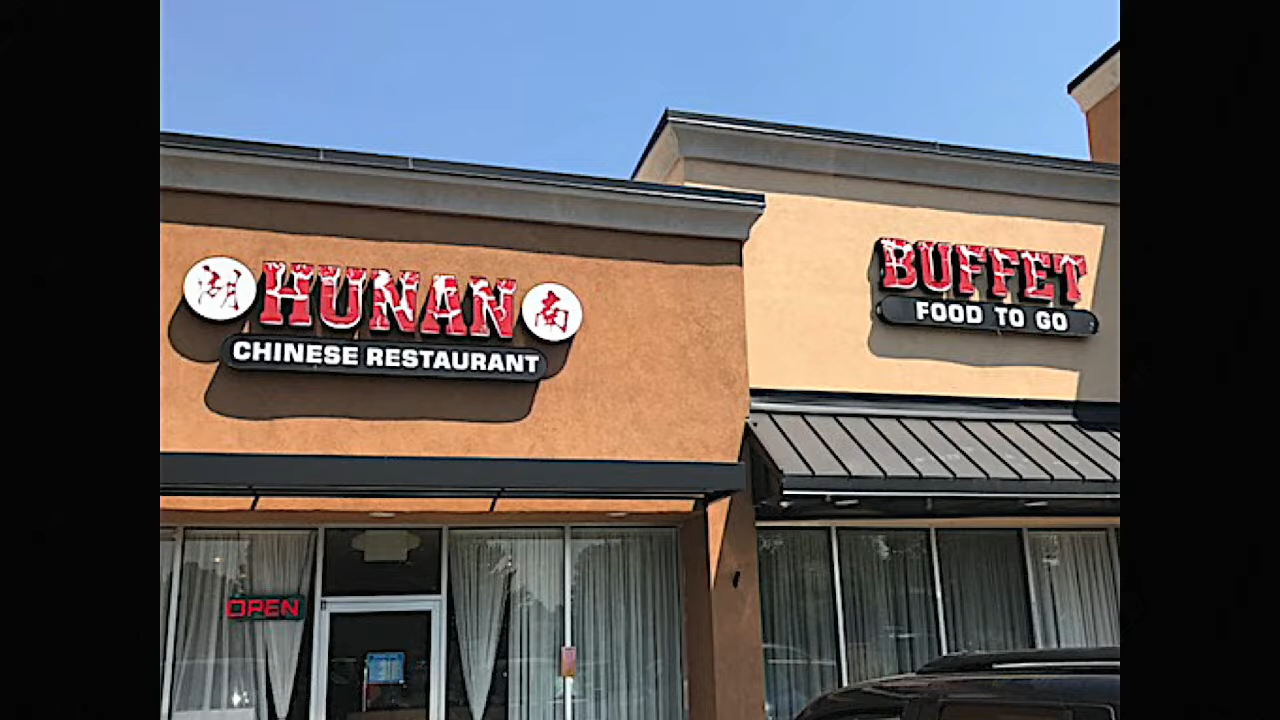 湖 HUNAN 南
CHINESE RESTAURANT
BUFFET
FOOD TO GO
OPEN